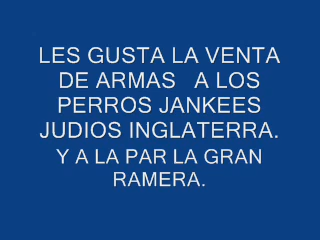 LES GUSTA LA VENTA
DE ARMAS A LOS
PERROS JANKEES
JUDIOS INGLATERRA.
Y A LA PAR LA GRAN
RAMERA.